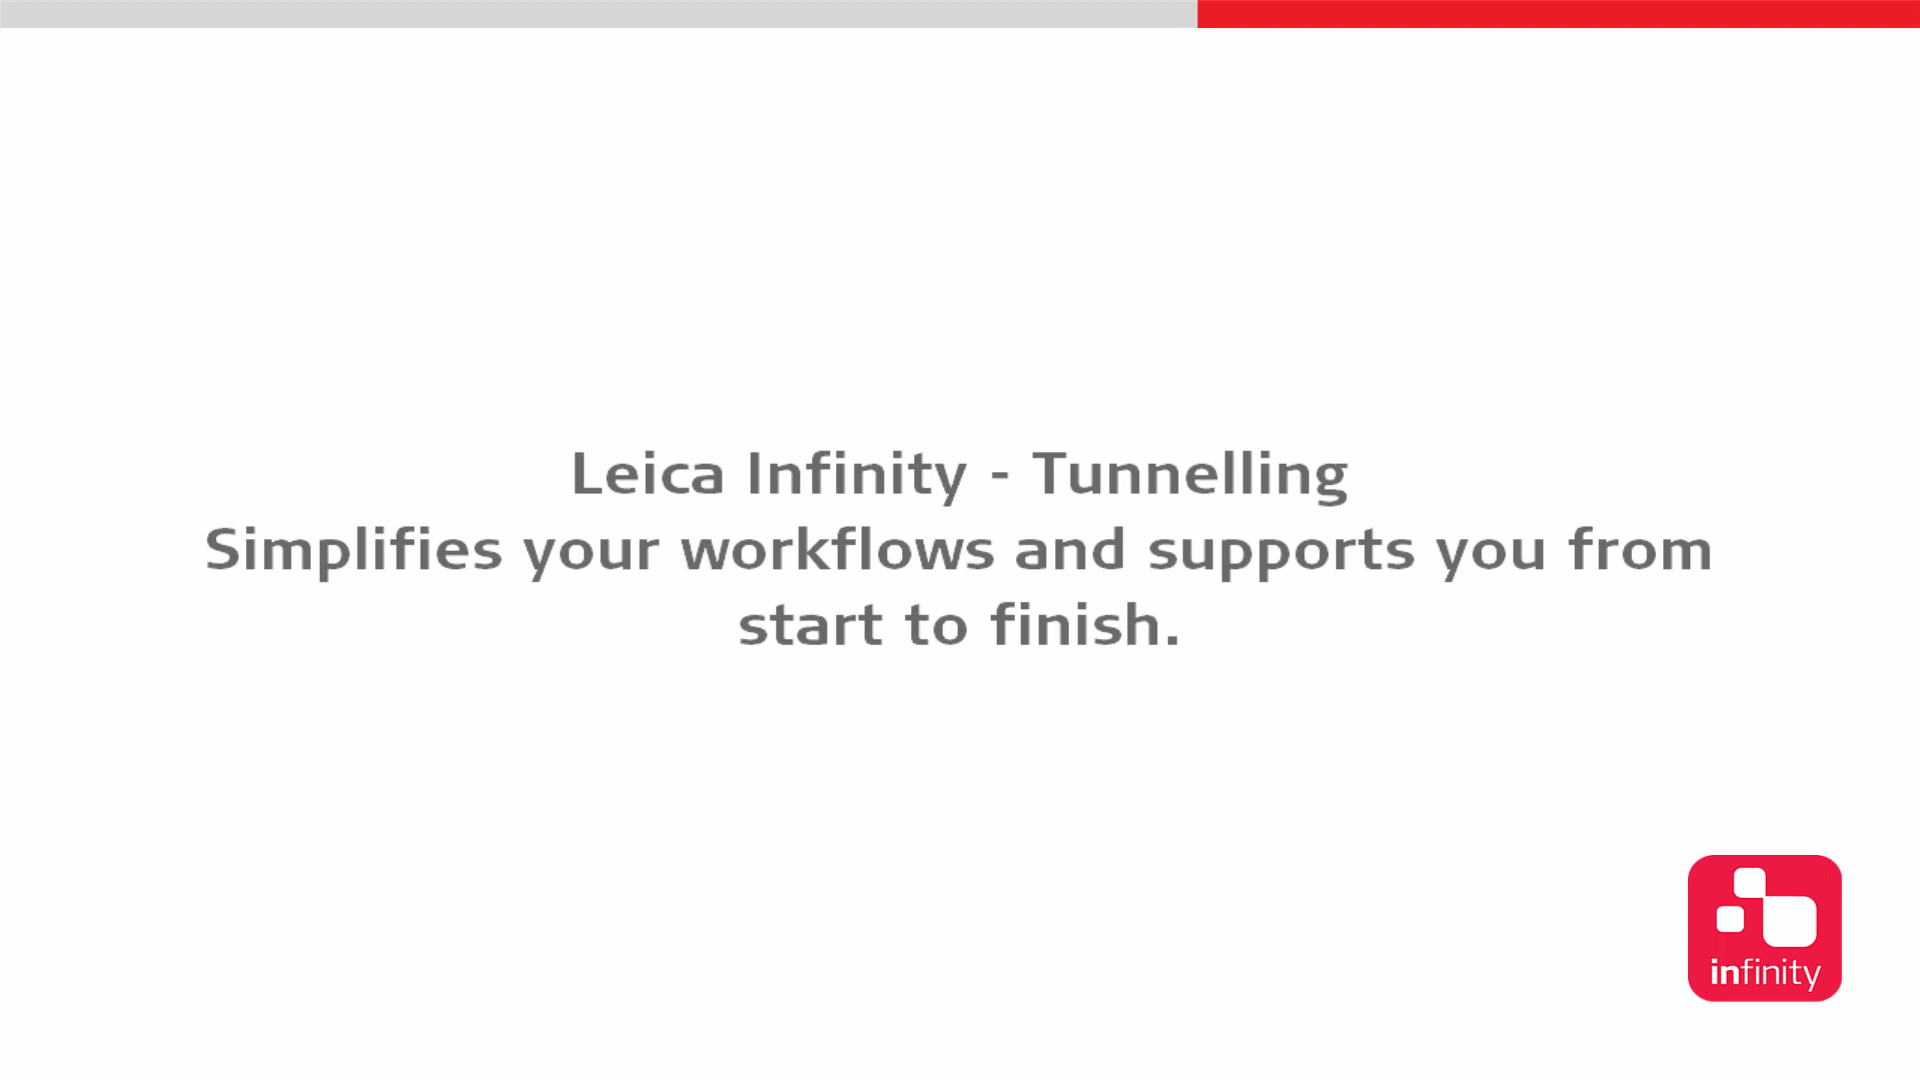 Leica Infinity - Tunnelling
Simplifies your workflows and supports you from
start to finish.
infinity